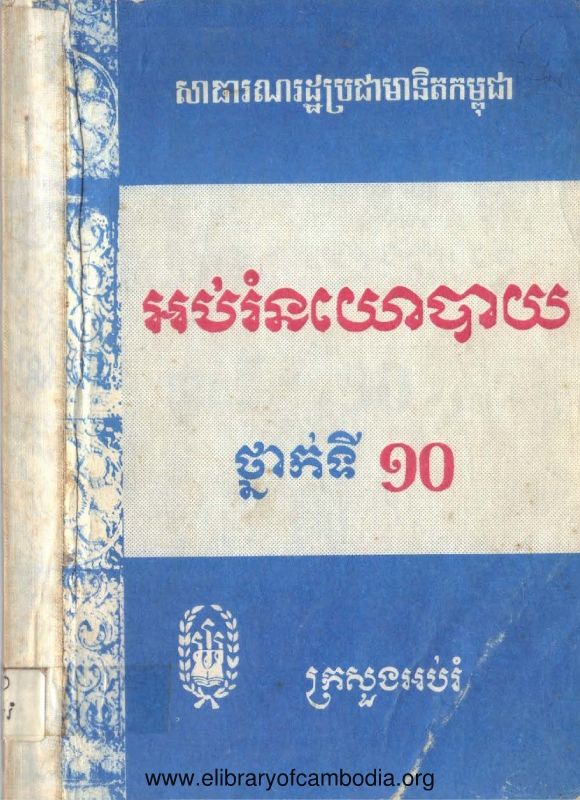 សាធារណរដ្ឋប្រជាមានិតកម្ពុជា
អប់រំនយោបាយ
ថ្នាក់ទី ១០
ក្រសួងអប់រំ
www.elibraryofcambodia.org